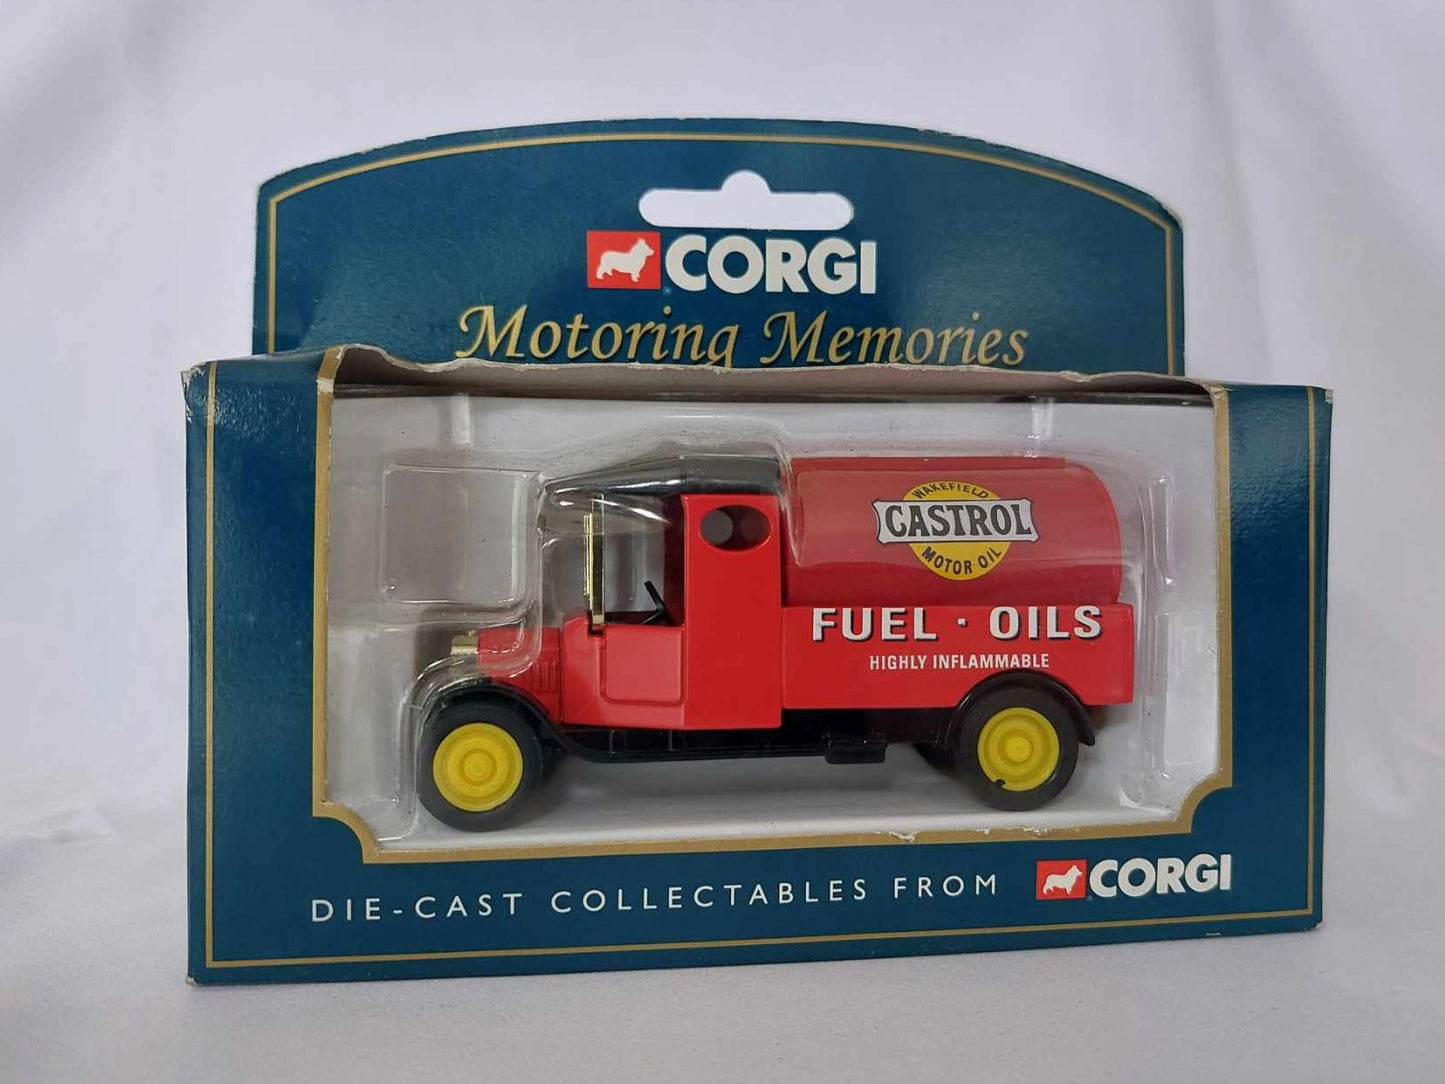 CORGI
Motoring Memories
WAKEFIELD
CASTROL
MOTOR OIL
FUEL · OILS
HIGHLY INFLAMMABLE
DIE-CAST COLLECTABLES FROM CORGI